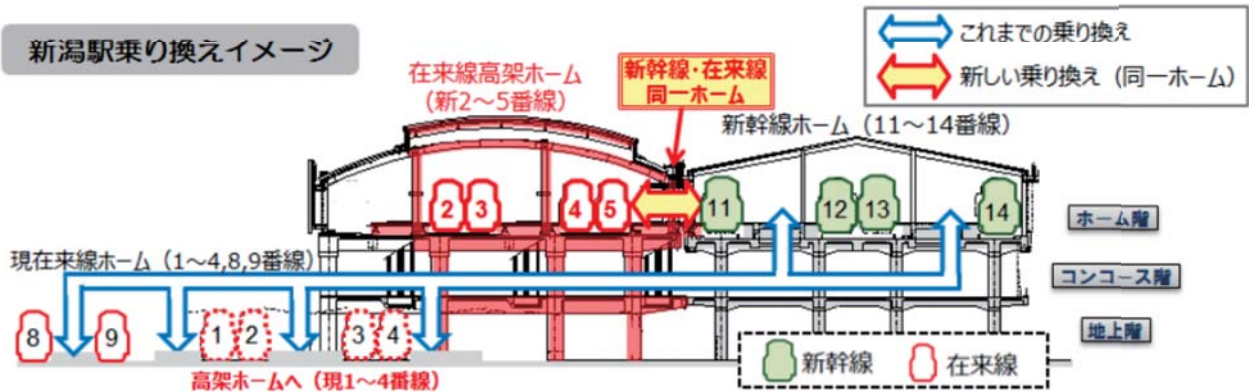 新潟駅乗り換えイメージ
これまでの乗り換え
新しい乗り換え（同一ホーム）
在来線高架ホーム
（新2～5番線）
新幹線・在来線
同一ホーム
新幹線ホーム（11～14番線）
2 3 4 5 11 12 13 14
ホーム階
現在来線ホーム（1～4,8,9番線）
コンコース階
8 9 1 2 3 4
地上階
高架ホームへ（現1～4番線）
新幹線 在来線